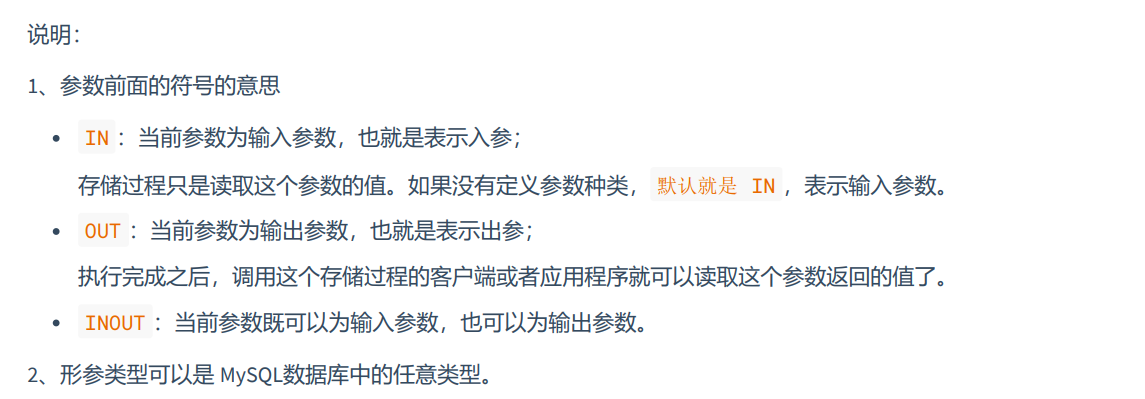 说明：
1、参数前面的符号的意思
• IN：当前参数为输入参数，也就是表示入参；
存储过程只是读取这个参数的值。如果没有定义参数种类，默认就是 IN，表示输入参数。
• OUT：当前参数为输出参数，也就是表示出参；
执行完成之后，调用这个存储过程的客户端或者应用程序就可以读取这个参数返回的值了。
• INOUT：当前参数既可以为输入参数，也可以为输出参数。
2、形参类型可以是 MySQL数据库中的任意类型。